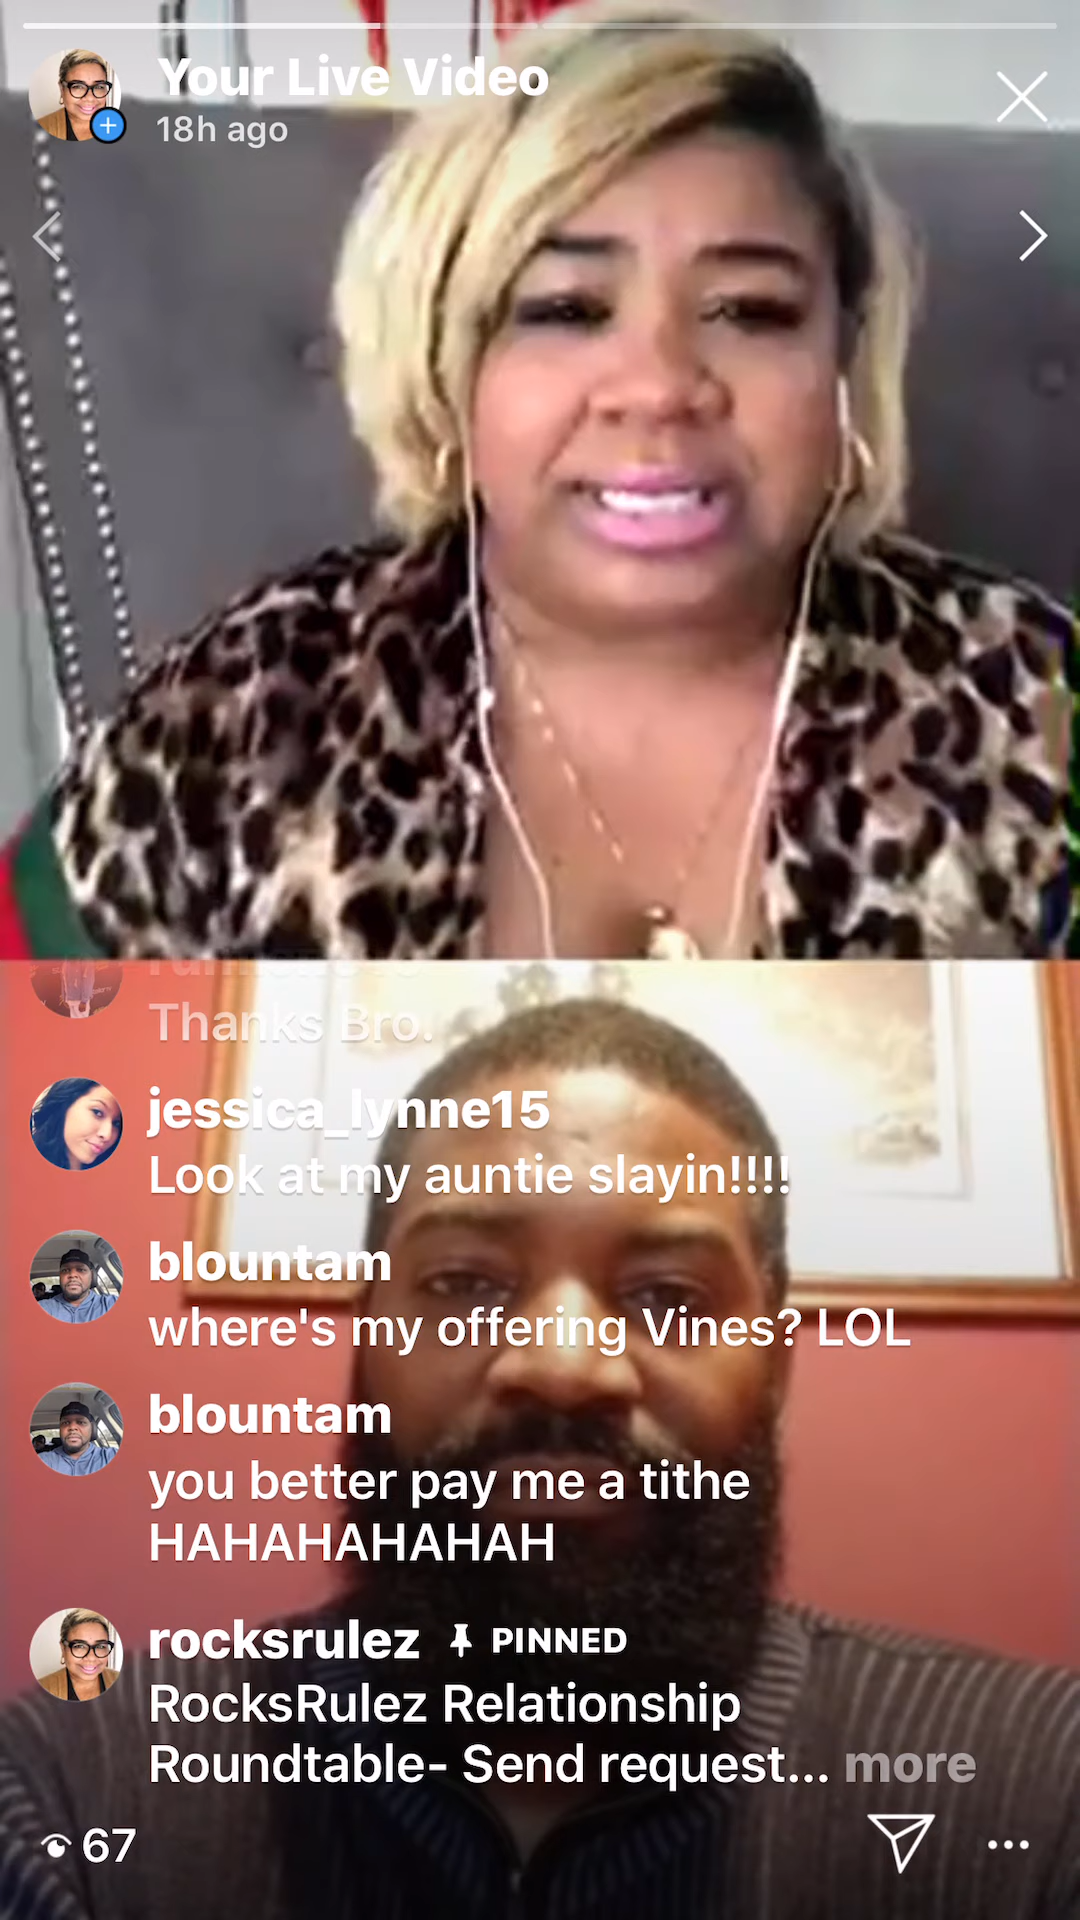 Your Live Video
18h ago
Thanks Bro.
jessica_lynne15
Look at my auntie slayin!!!!
blountam
where's my offering Vines? LOL
blountam
you better pay me a tithe
HAHAHAHAHAH
rocksrulez PINNED
RocksRulez Relationship
Roundtable- Send request... more
67